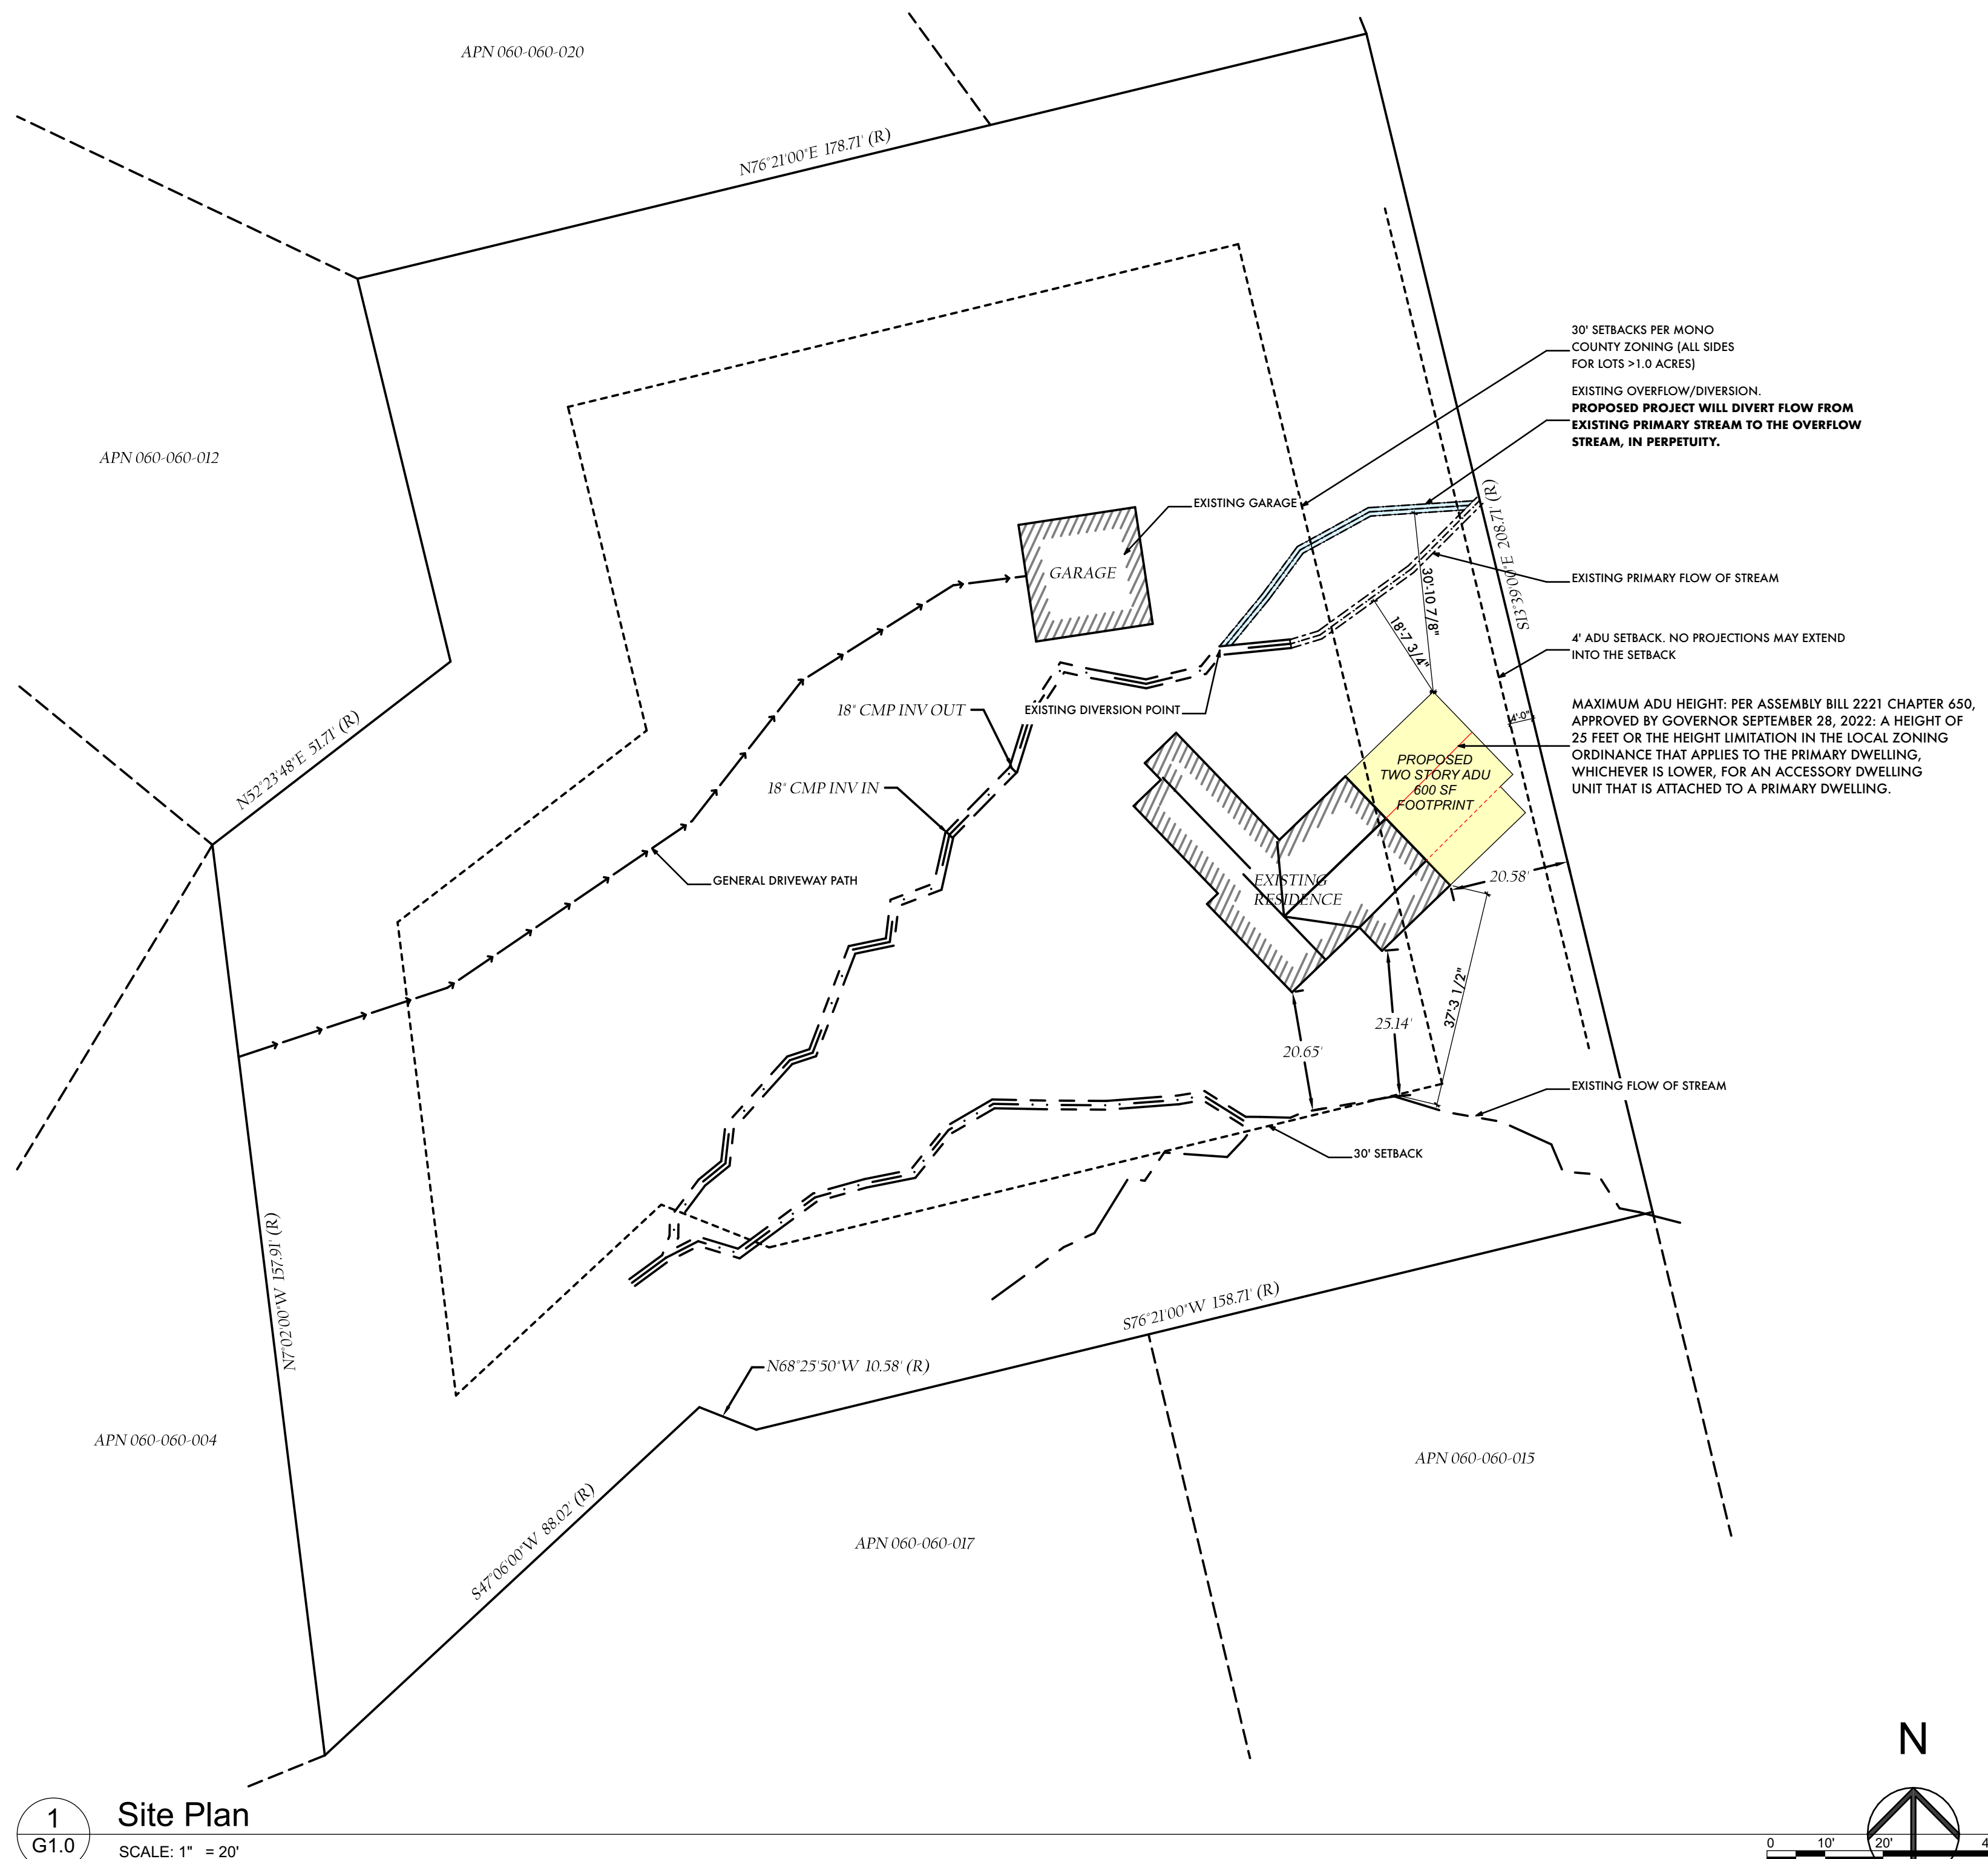 APN 060-060-020
N76°21'00"E 178.71' (R)
30' SETBACKS PER MONO
COUNTY ZONING (ALL SIDES
FOR LOTS >1.0 ACRES)
EXISTING OVERFLOW/DIVERSION.
PROPOSED PROJECT WILL DIVERT FLOW FROM
EXISTING PRIMARY STREAM TO THE OVERFLOW
STREAM, IN PERPETUITY.
APN 060-060-012
EXISTING GARAGE
S13°39'00"E 208.71' (R)
GARAGE
30'-10 7/8"
EXISTING PRIMARY FLOW OF STREAM
18'-7 3/4"
4' ADU SETBACK. NO PROJECTIONS MAY EXTEND
INTO THE SETBACK
18" CMP INV OUT
EXISTING DIVERSION POINT
4'-0"
MAXIMUM ADU HEIGHT: PER ASSEMBLY BILL 2221 CHAPTER 650,
APPROVED BY GOVERNOR SEPTEMBER 28, 2022: A HEIGHT OF
25 FEET OR THE HEIGHT LIMITATION IN THE LOCAL ZONING
ORDINANCE THAT APPLIES TO THE PRIMARY DWELLING,
WHICHEVER IS LOWER, FOR AN ACCESSORY DWELLING
UNIT THAT IS ATTACHED TO A PRIMARY DWELLING.
N52°23'48"E 51.71' (R)
PROPOSED
TWO STORY ADU
600 SF
FOOTPRINT
18" CMP INV IN
GENERAL DRIVEWAY PATH
EXISTING
RESIDENCE
20.58'
37'-3 1/2"
25.14'
20.65'
EXISTING FLOW OF STREAM
30' SETBACK
N7°02'00"W 157.91' (R)
S76°21'00"W 158.71' (R)
N68°25'50"W 10.58' (R)
APN 060-060-004
APN 060-060-015
S47°06'00"W 88.02' (R)
APN 060-060-017
N
1
G1.0
Site Plan
SCALE: 1" = 20'
0 10' 20' 4